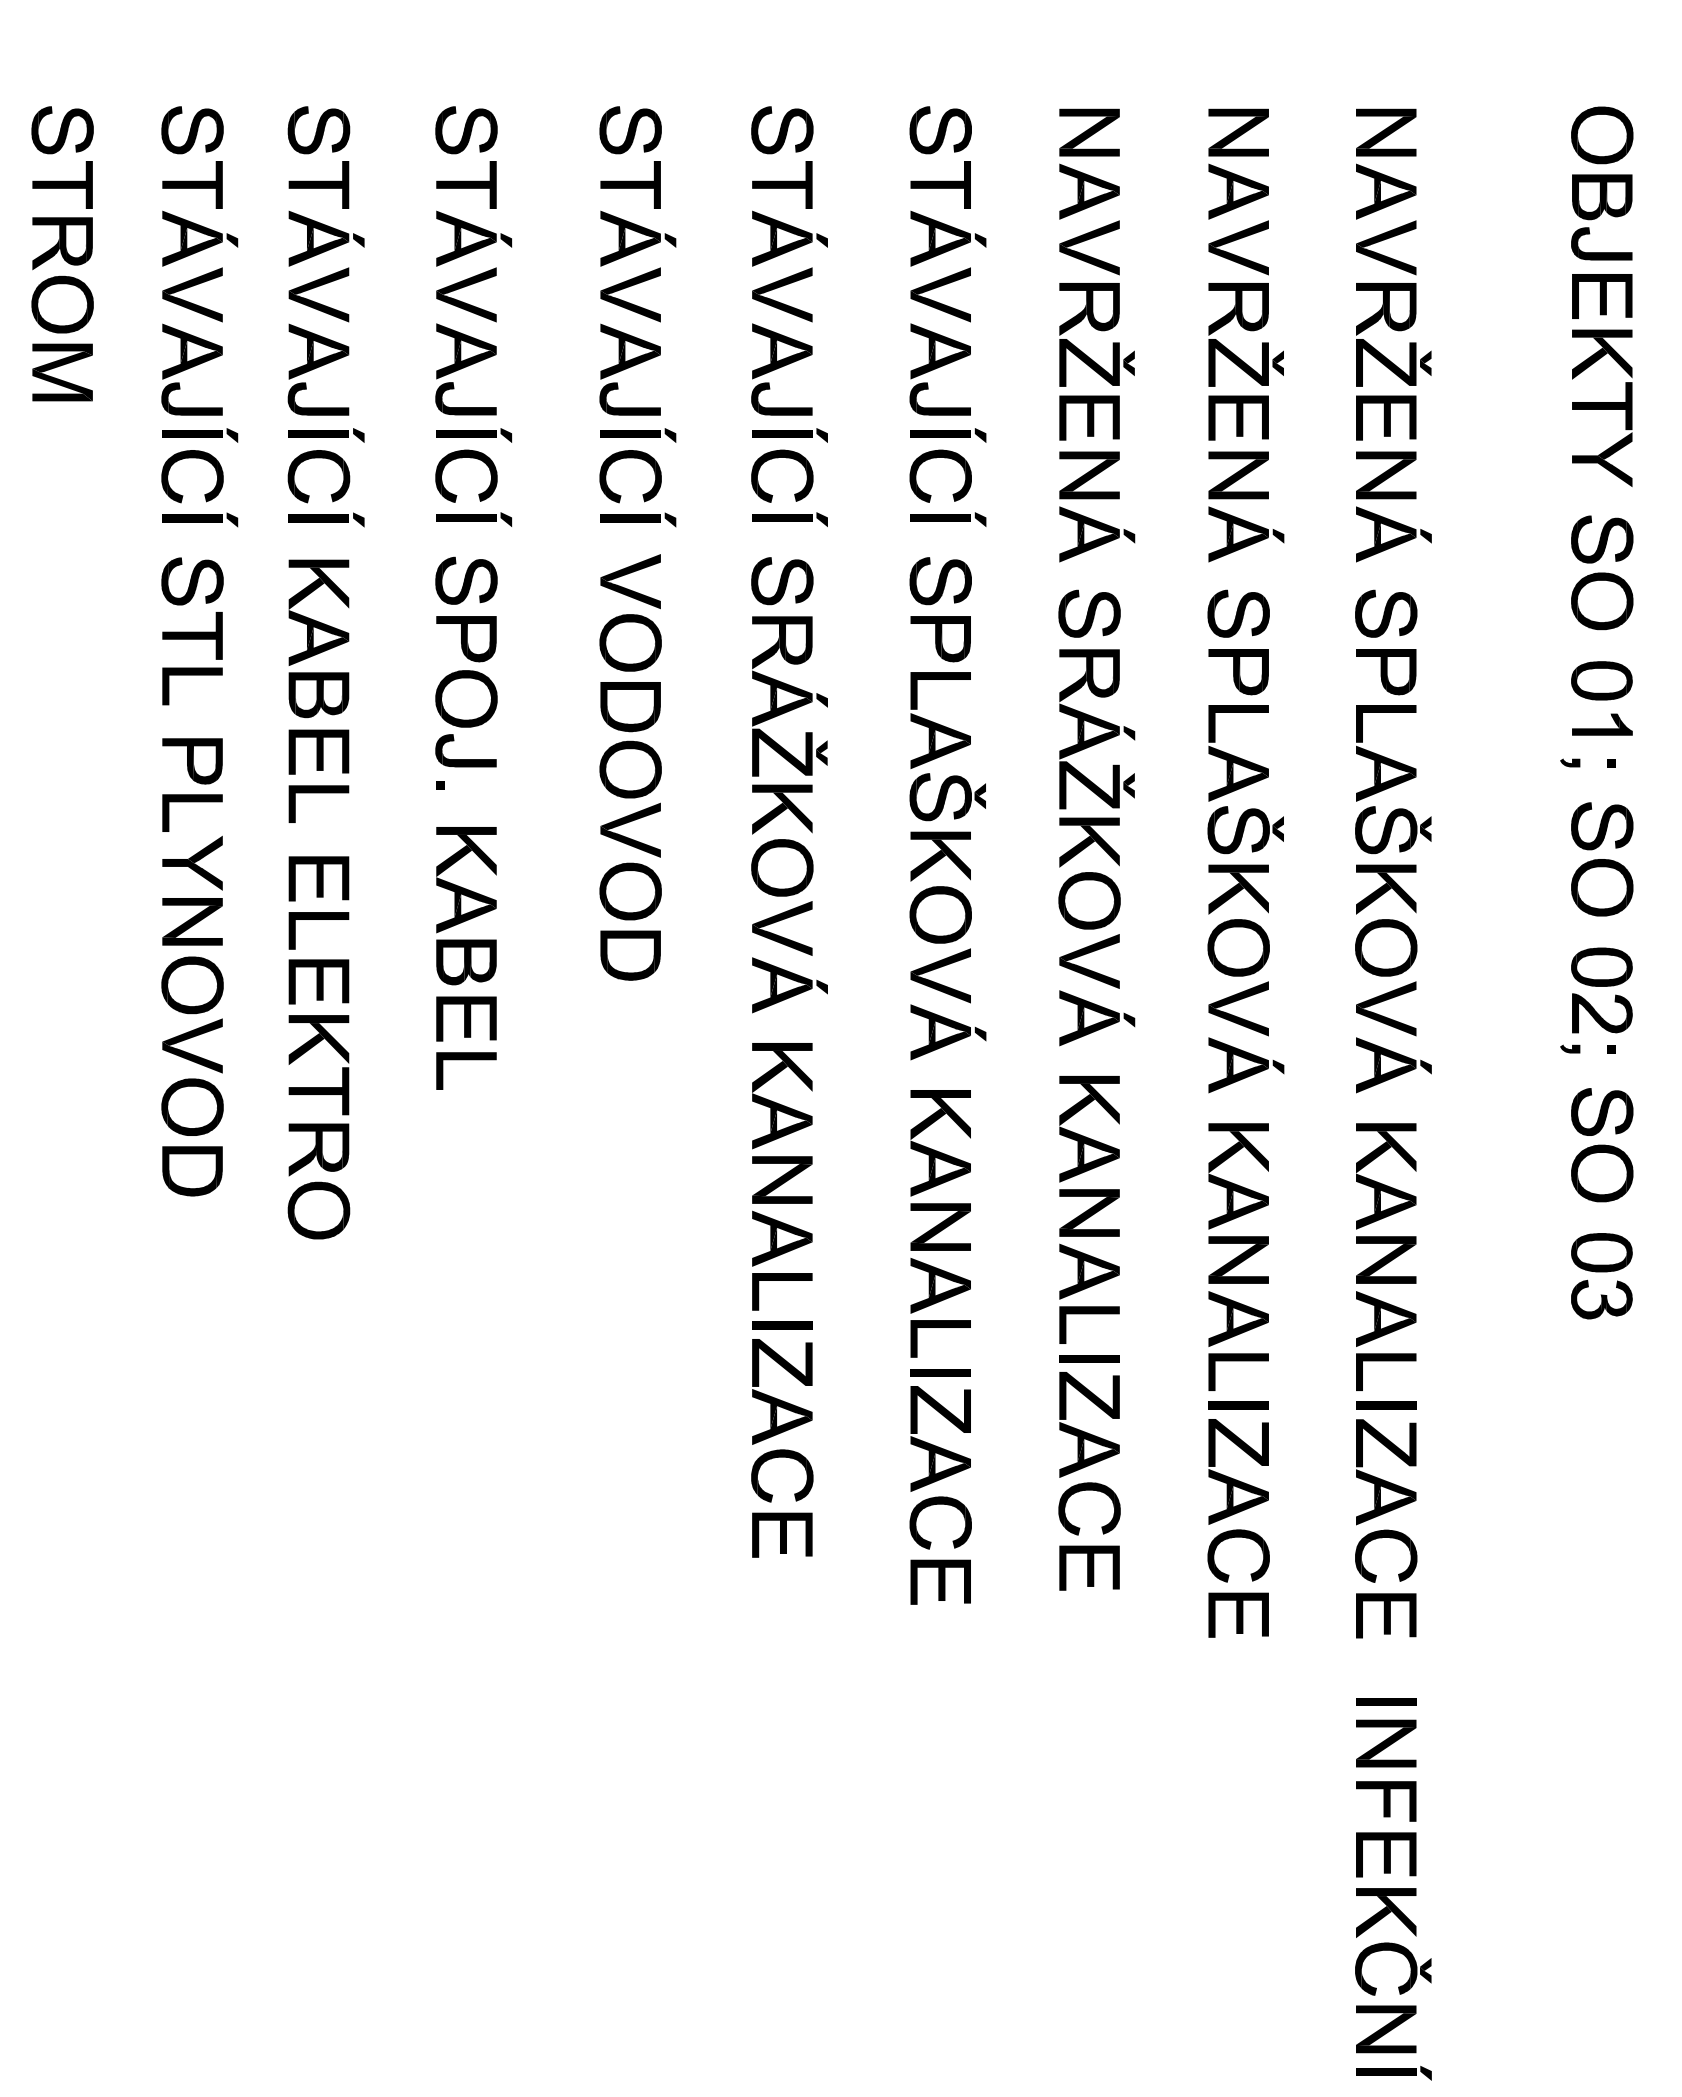 OBJEKTY SO 01; SO 02; SO 03
NAVRŽENÁ SPLAŠKOVÁ KANALIZACE INFEKČNÍ
NAVRŽENÁ SPLAŠKOVÁ KANALIZACE
NAVRŽENÁ SRÁŽKOVÁ KANALIZACE
STÁVAJÍCÍ SPLAŠKOVÁ KANALIZACE
STÁVAJÍCÍ SRÁŽKOVÁ KANALIZACE
STÁVAJÍCÍ VODOVOD
STÁVAJÍCÍ SPOJ. KABEL
STÁVAJÍCÍ KABEL ELEKTRO
STÁVAJÍCÍ STL PLYNOVOD
STROM